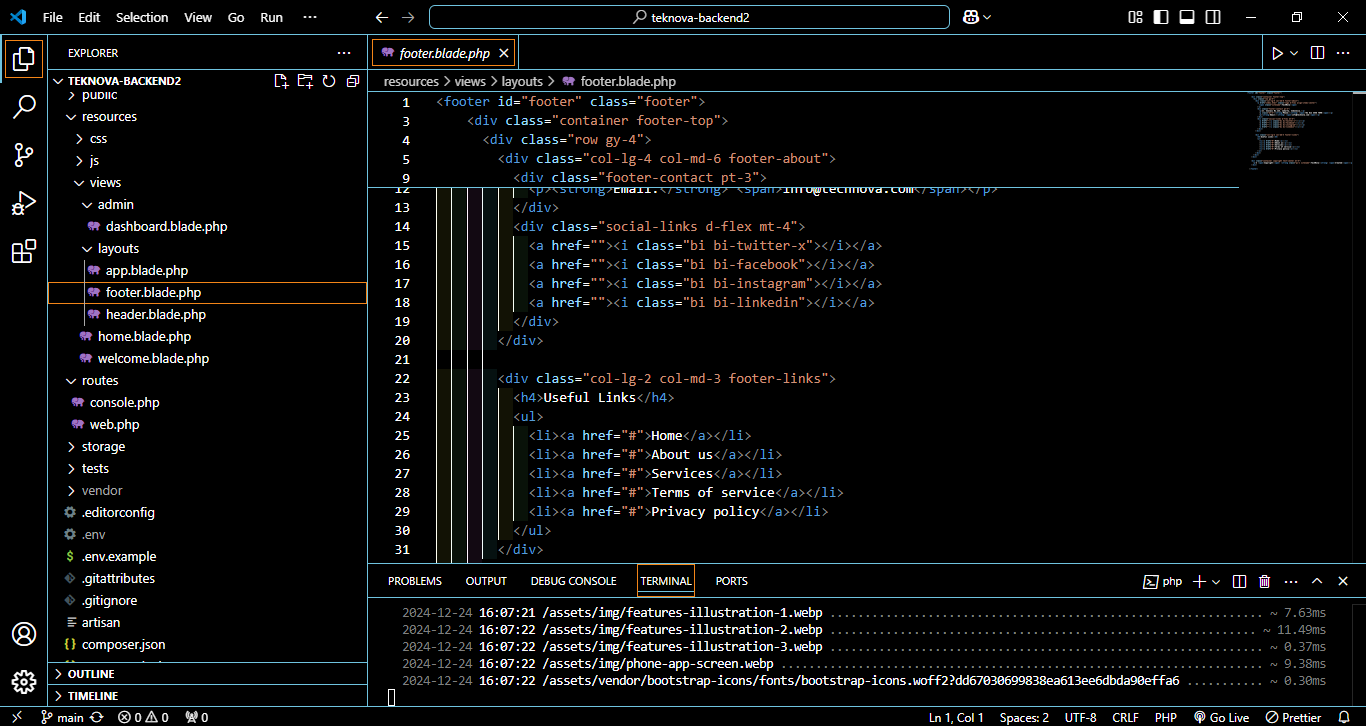 File Edit Selection View Go Run ···
teknova-backend2
EXPLORER ···
TEKNOVA-BACKEND2
public
resources
css
js
views
admin
dashboard.blade.php
layouts
app.blade.php
footer.blade.php
header.blade.php
home.blade.php
welcome.blade.php
routes
console.php
web.php
storage
tests
vendor
.editorconfig
.env
$ .env.example
.gitattributes
.gitignore
artisan
{} composer.json
OUTLINE
TIMELINE
footer.blade.php
resources > views > layouts > footer.blade.php
1 <footer id="footer" class="footer">
3 <div class="container footer-top">
4 <div class="row gy-4">
5 <div class="col-lg-4 col-md-6 footer-about">
9 <div class="footer-contact pt-3">
12 <p><strong>Email:</strong> <span>info@technova.com</span></p>
13 </div>
14 <div class="social-links d-flex mt-4">
15 <a href=""><i class="bi bi-twitter-x"></i></a>
16 <a href=""><i class="bi bi-facebook"></i></a>
17 <a href=""><i class="bi bi-instagram"></i></a>
18 <a href=""><i class="bi bi-linkedin"></i></a>
19 </div>
20 </div>
21
22 <div class="col-lg-2 col-md-3 footer-links">
23 <h4>Useful Links</h4>
24 <ul>
25 <li><a href="#">Home</a></li>
26 <li><a href="#">About us</a></li>
27 <li><a href="#">Services</a></li>
28 <li><a href="#">Terms of service</a></li>
29 <li><a href="#">Privacy policy</a></li>
30 </ul>
31 </div>
PROBLEMS OUTPUT DEBUG CONSOLE TERMINAL PORTS php
2024-12-24 16:07:21 /assets/img/features-illustration-1.webp ........ ~ 7.63ms
2024-12-24 16:07:22 /assets/img/features-illustration-2.webp ........ ~ 11.49ms
2024-12-24 16:07:22 /assets/img/features-illustration-3.webp ........ ~ 0.37ms
2024-12-24 16:07:22 /assets/img/phone-app-screen.webp ........ ~ 9.38ms
2024-12-24 16:07:22 /assets/vendor/bootstrap-icons/fonts/bootstrap-icons.woff2?dd67030699838ea613ee6dbda90effa6 ........... ~ 0.30ms
main 0 0 0 Ln 1, Col 1 Spaces: 2 UTF-8 CRLF PHP Go Live Prettier